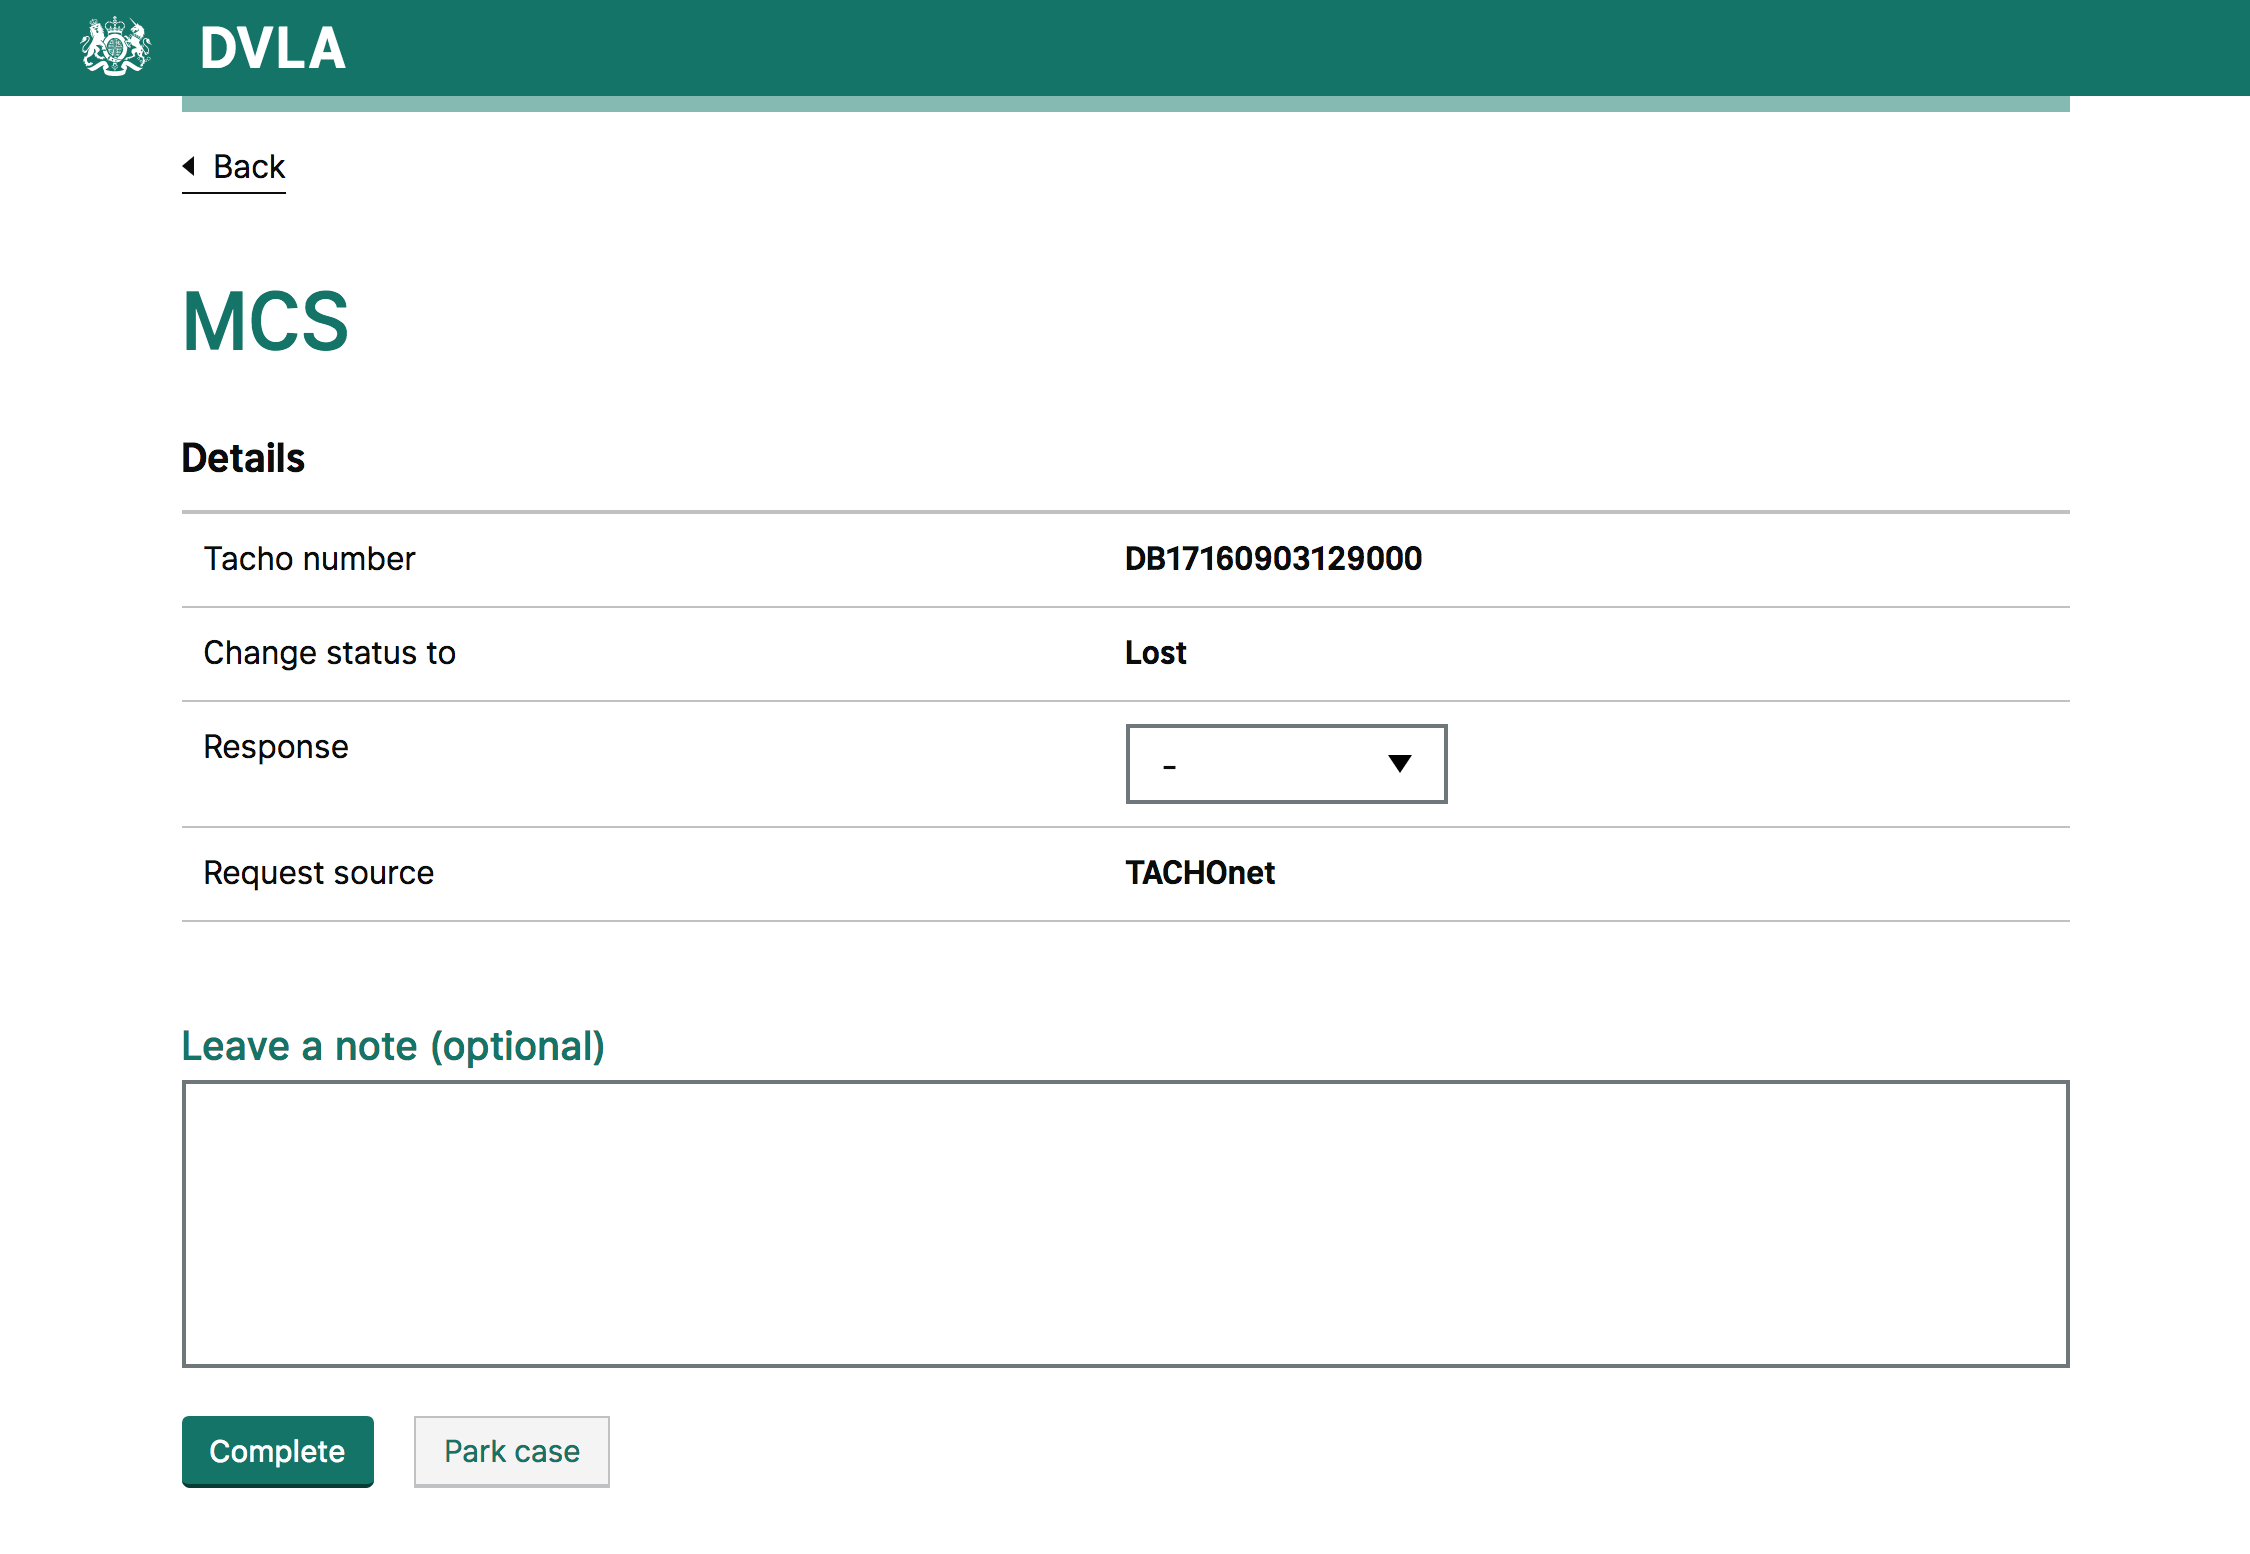 DVLA
Back
MCS
Details
Tacho number DB17160903129000
Change status to Lost
Response -
Request source TACHOnet
Leave a note (optional)
Complete Park case